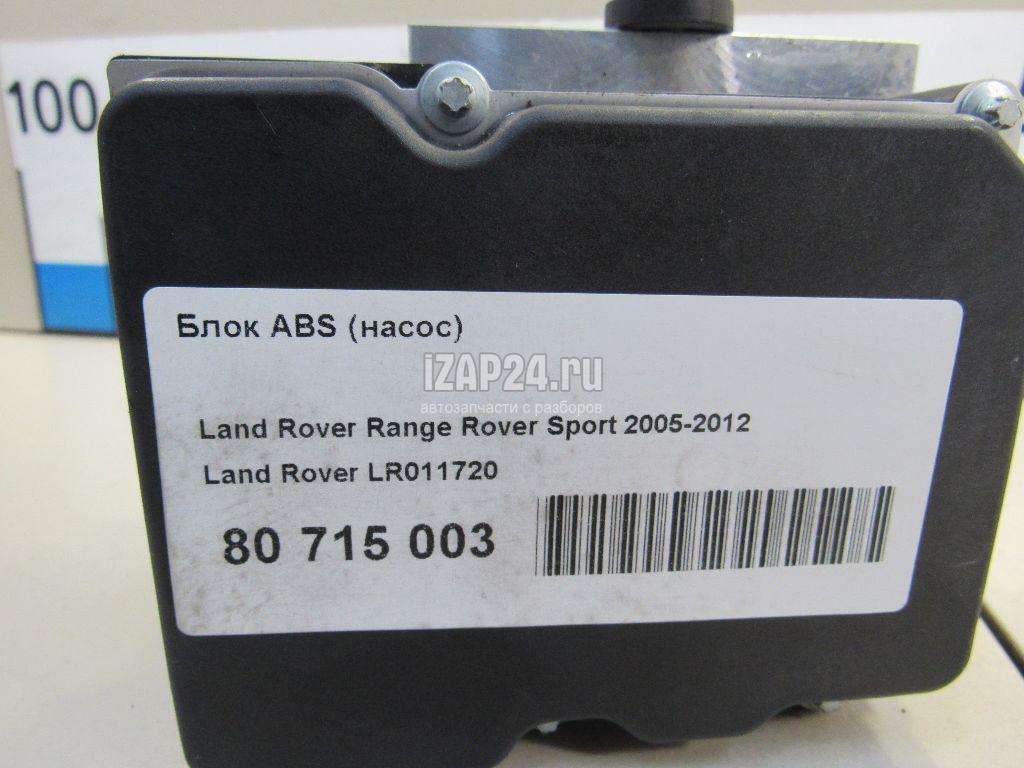 100
Блок ABS (насос)
iZAP24.ru
автозапчасти с разборов
Land Rover Range Rover Sport 2005-2012
Land Rover LR011720
80 715 003